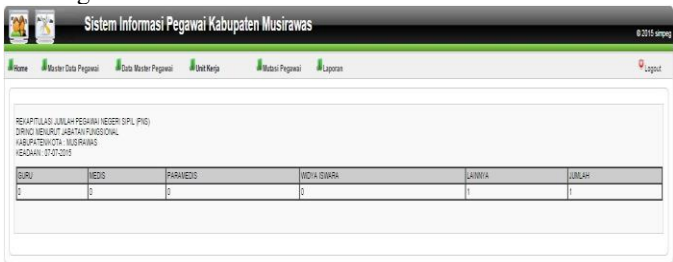 Sistem Informasi Pegawai Kabupaten Musirawas
© 2015 simpeg
Home Master Data Pegawai Data Master Pegawai Unit Kerja Mutasi Pegawai Laporan Logout
REKAPITULASI JUMLAH PEGAWAI NEGERI SIPIL (PNS)
DIRINCI MENURUT JABATAN FUNGSIONAL
KABUPATEN/KOTA : MUSIRAWAS
KEADAAN : 07-07-2015
GURU MEDIS PARAMEDIS WIDYA ISWARA LAINNYA JUMLAH
0 0 0 0 1 1